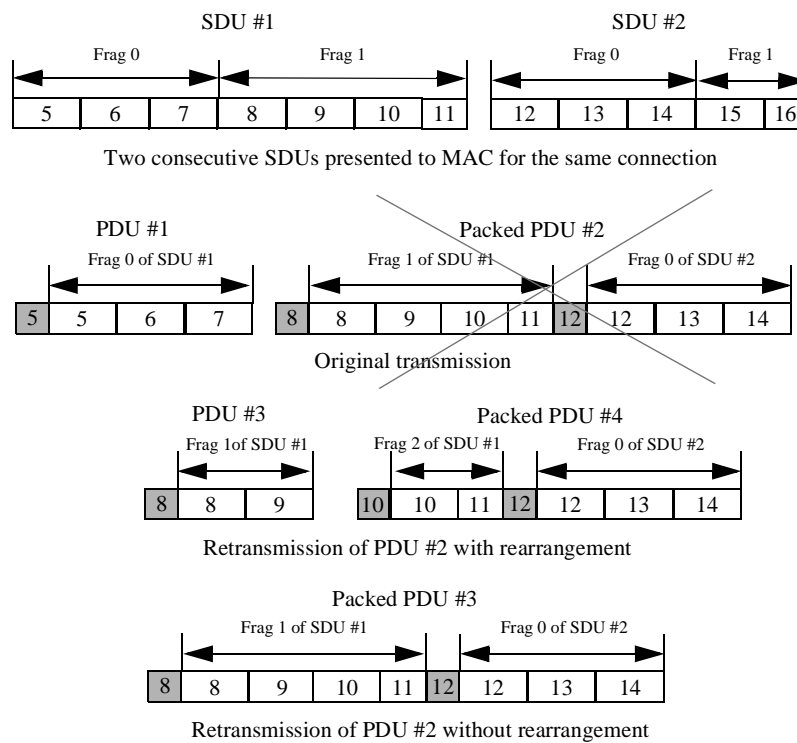 SDU #1 SDU #2
Frag 0 Frag 1 Frag 0 Frag 1
5 6 7 8 9 10 11 12 13 14 15 16
Two consecutive SDUs presented to MAC for the same connection
PDU #1 Packed PDU #2
Frag 0 of SDU #1 Frag 1 of SDU #1 Frag 0 of SDU #2
5 5 6 7 8 8 9 10 11 12 12 13 14
Original transmission
PDU #3 Packed PDU #4
Frag 1of SDU #1 Frag 2 of SDU #1 Frag 0 of SDU #2
8 8 9 10 10 11 12 12 13 14
Retransmission of PDU #2 with rearrangement
Packed PDU #3
Frag 1 of SDU #1 Frag 0 of SDU #2
8 8 9 10 11 12 12 13 14
Retransmission of PDU #2 without rearrangement